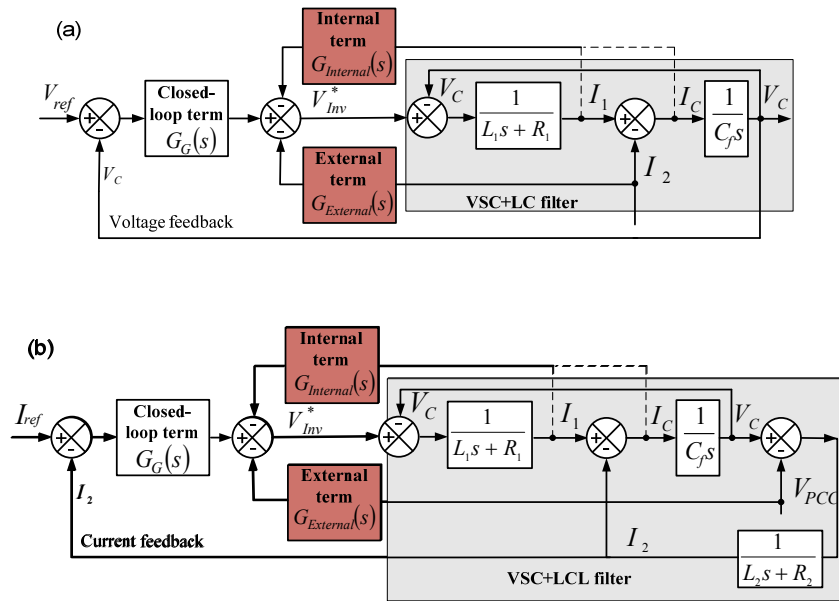 (a)
Internal
term
G_Internal(s)
V_ref
Closed-
loop term
G_G(s)
V*_Inv
V_C
1
L_1s + R_1
I_1
I_C
1
C_f s
V_C
V_C
External
term
G_External(s)
I_2
VSC+LC filter
Voltage feedback
(b)
Internal
term
G_Internal(s)
I_ref
Closed-
loop term
G_G(s)
V*_Inv
V_C
1
L_1s + R_1
I_1
I_C
1
C_f s
V_C
I_2
External
term
G_External(s)
V_PCC
Current feedback
I_2
1
L_2s + R_2
VSC+LCL filter